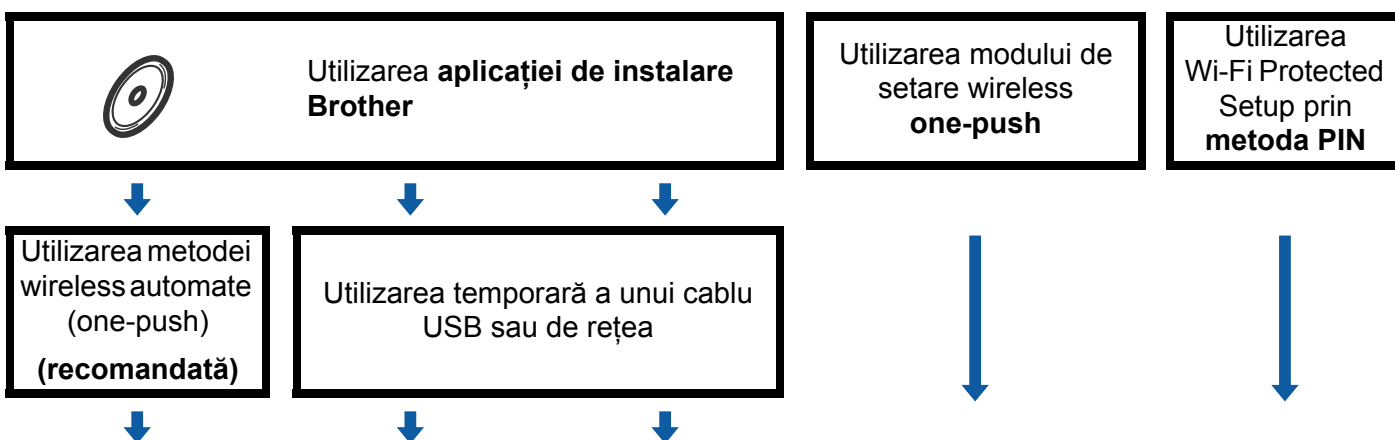 Utilizarea aplicației de instalare
Brother
Utilizarea modului de
setare wireless
one-push
Utilizarea
Wi-Fi Protected
Setup prin
metoda PIN
Utilizarea metodei
wireless automate
(one-push)
(recomandată)
Utilizarea temporară a unui cablu
USB sau de rețea